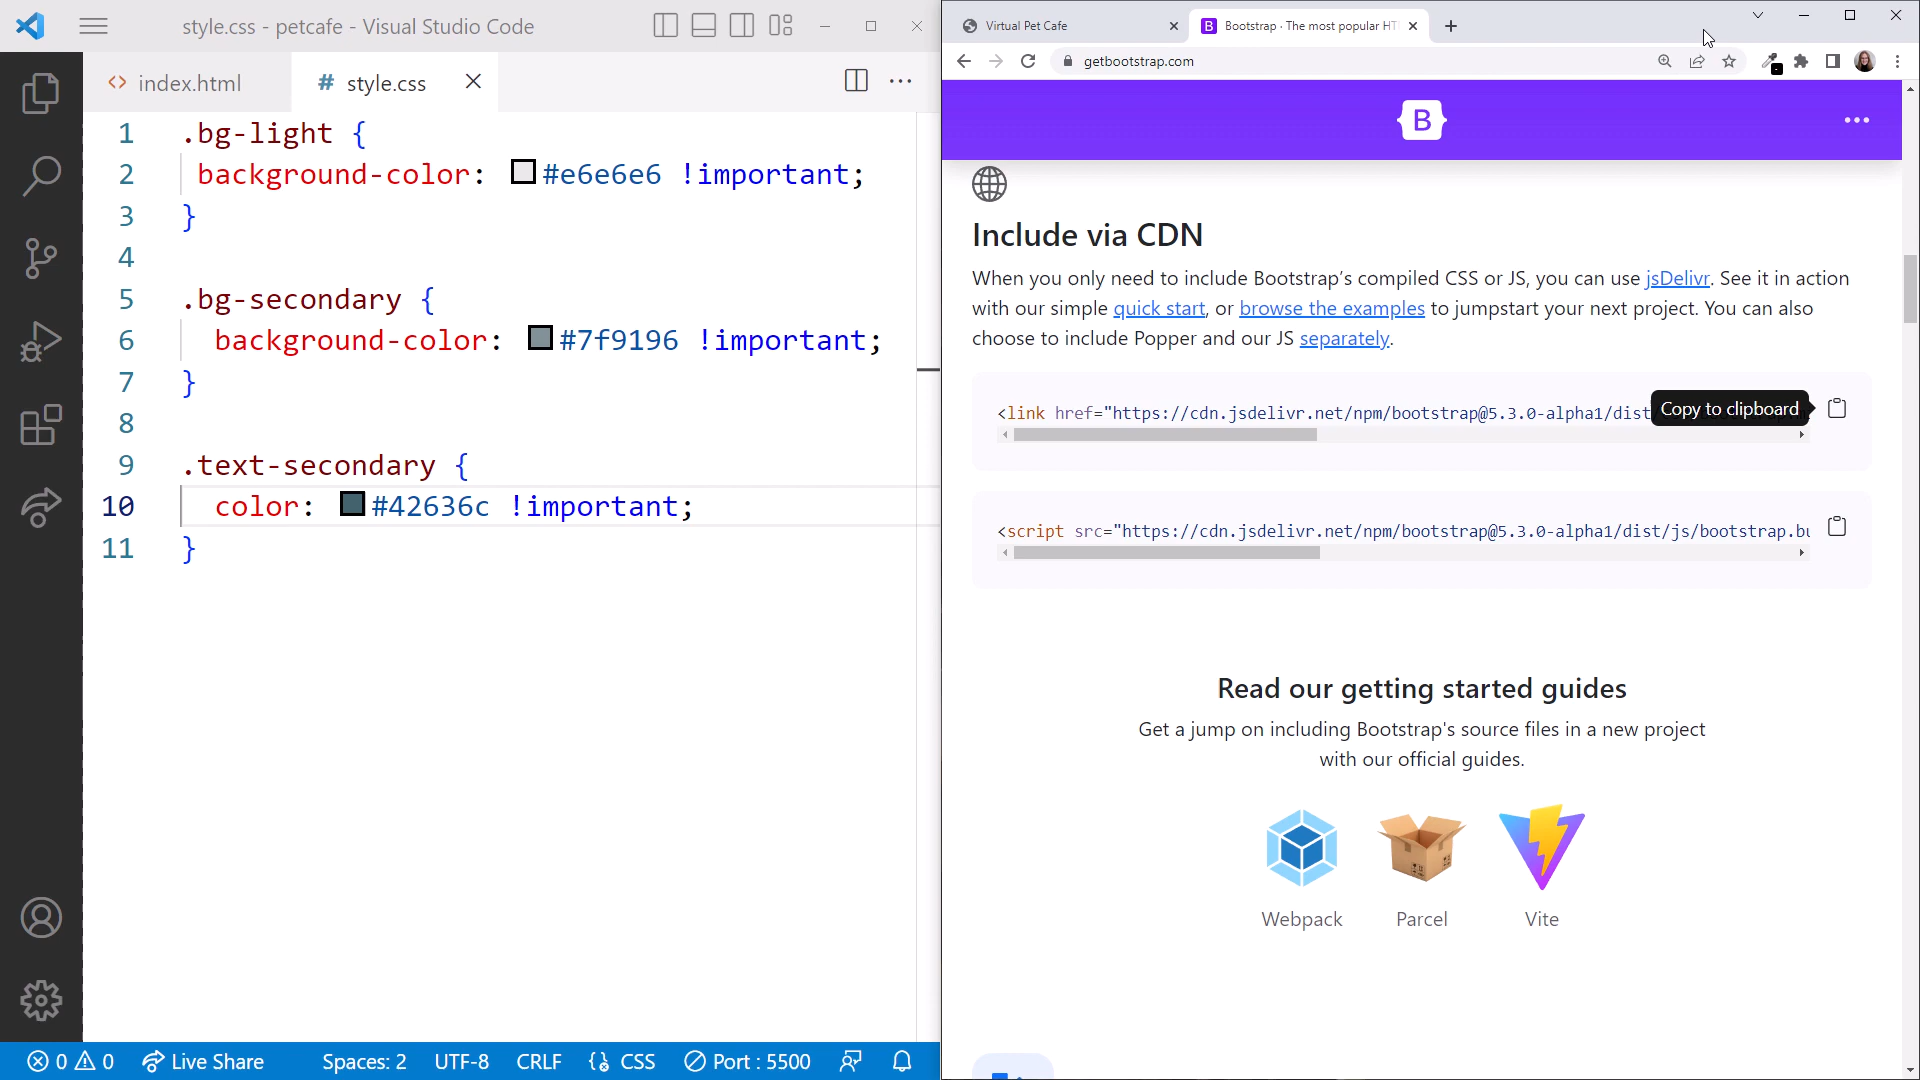 style.css - petcafe - Visual Studio Code
<> index.html
# style.css
1 .bg-light {
2 background-color: #e6e6e6 !important;
3 }
4
5 .bg-secondary {
6 background-color: #7f9196 !important;
7 }
8
9 .text-secondary {
10 color: #42636c !important;
11 }
0 0 Live Share Spaces: 2 UTF-8 CRLF CSS Port : 5500
Virtual Pet Cafe
B Bootstrap · The most popular HT
getbootstrap.com
B
Include via CDN
When you only need to include Bootstrap’s compiled CSS or JS, you can use jsDelivr. See it in action
with our simple quick start, or browse the examples to jumpstart your next project. You can also
choose to include Popper and our JS separately.
<link href="https://cdn.jsdelivr.net/npm/bootstrap@5.3.0-alpha1/dist/
Copy to clipboard
<script src="https://cdn.jsdelivr.net/npm/bootstrap@5.3.0-alpha1/dist/js/bootstrap.bu
Read our getting started guides
Get a jump on including Bootstrap's source files in a new project
with our official guides.
Webpack Parcel Vite